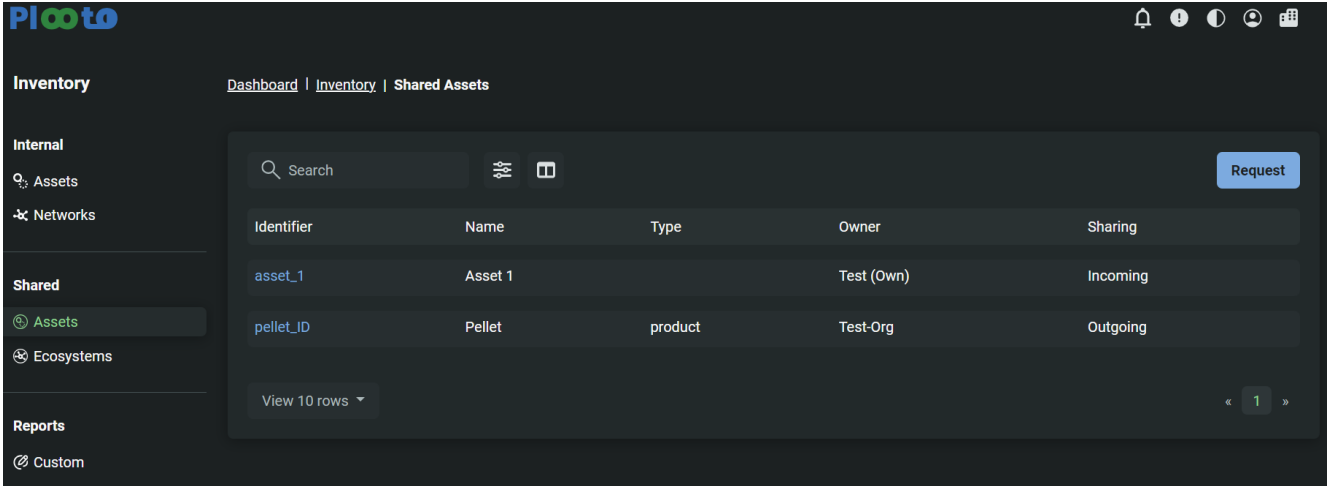 Plooto
Inventory
Dashboard | Inventory | Shared Assets
Internal
Assets
Networks
Shared
Assets
Ecosystems
Reports
Custom
Search
Request
Identifier Name Type Owner Sharing
asset_1 Asset 1 Test (Own) Incoming
pellet_ID Pellet product Test-Org Outgoing
View 10 rows
« 1 »